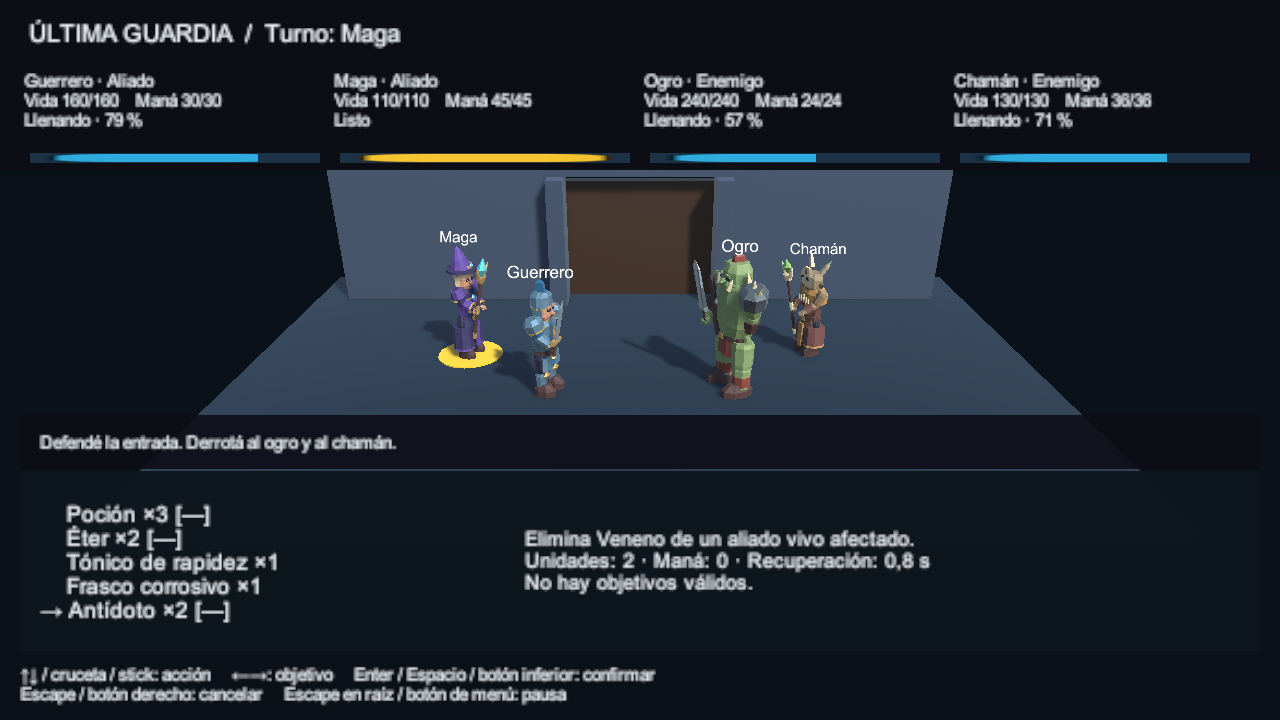 ÚLTIMA GUARDIA / Turno: Maga
Guerrero · Aliado
Vida 160/160 Maná 30/30
Llenando · 79 %
Maga · Aliado
Vida 110/110 Maná 45/45
Listo
Ogro · Enemigo
Vida 240/240 Maná 24/24
Llenando · 57 %
Chamán · Enemigo
Vida 130/130 Maná 36/36
Llenando · 71 %
Maga
Guerrero
Ogro
Chamán
Defendé la entrada. Derrotá al ogro y al chamán.
Poción ×3 [—]
Éter ×2 [—]
Tónico de rapidez ×1
Frasco corrosivo ×1
→ Antídoto ×2 [—]
Elimina Veneno de un aliado vivo afectado.
Unidades: 2 · Maná: 0 · Recuperación: 0,8 s
No hay objetivos válidos.
↑↓ / cruceta / stick: acción ←→: objetivo Enter / Espacio / botón inferior: confirmar
Escape / botón derecho: cancelar Escape en raíz / botón de menú: pausa